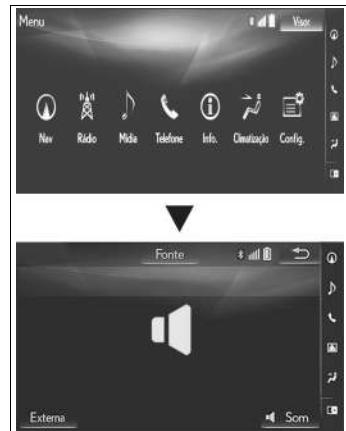 Menu
Visor
Nav Rádio Mídia Telefone Info. Climatização Config.
Fonte
Externa
Som